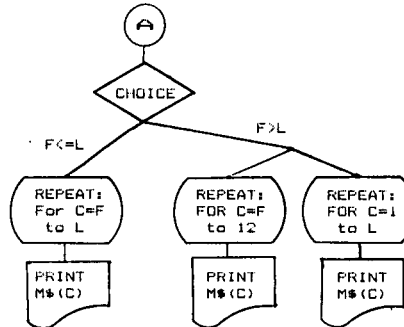 A
CHOICE
F<=L
F>L
REPEAT:
For C=F
to L
REPEAT:
FOR C=F
to 12
REPEAT:
FOR C=1
to L
PRINT
M$(C)
PRINT
M$(C)
PRINT
M$(C)